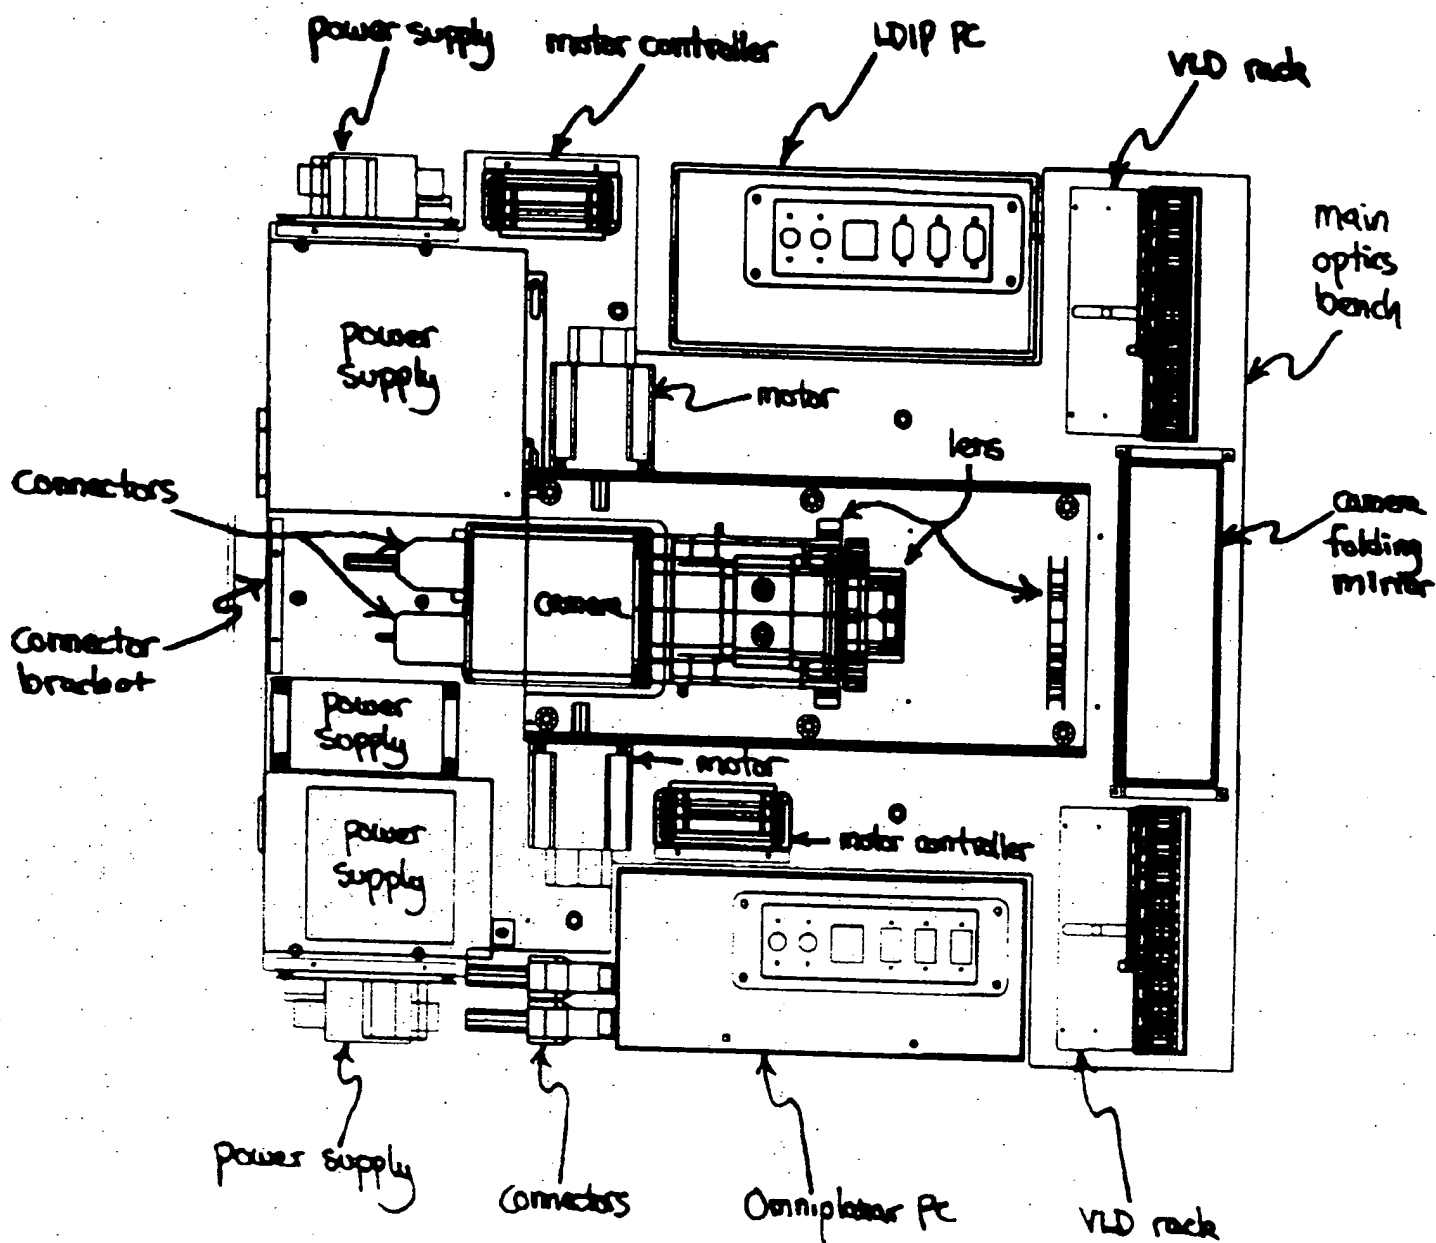 power supply
motor controller
LDIP PC
VLD rack
main
optics
bench
power
supply
motor
lens
connectors
camera
folding
mirror
camera
connector
bracket
power
supply
motor
power
supply
motor controller
power supply
connectors
Omniplanar PC
VLD rack